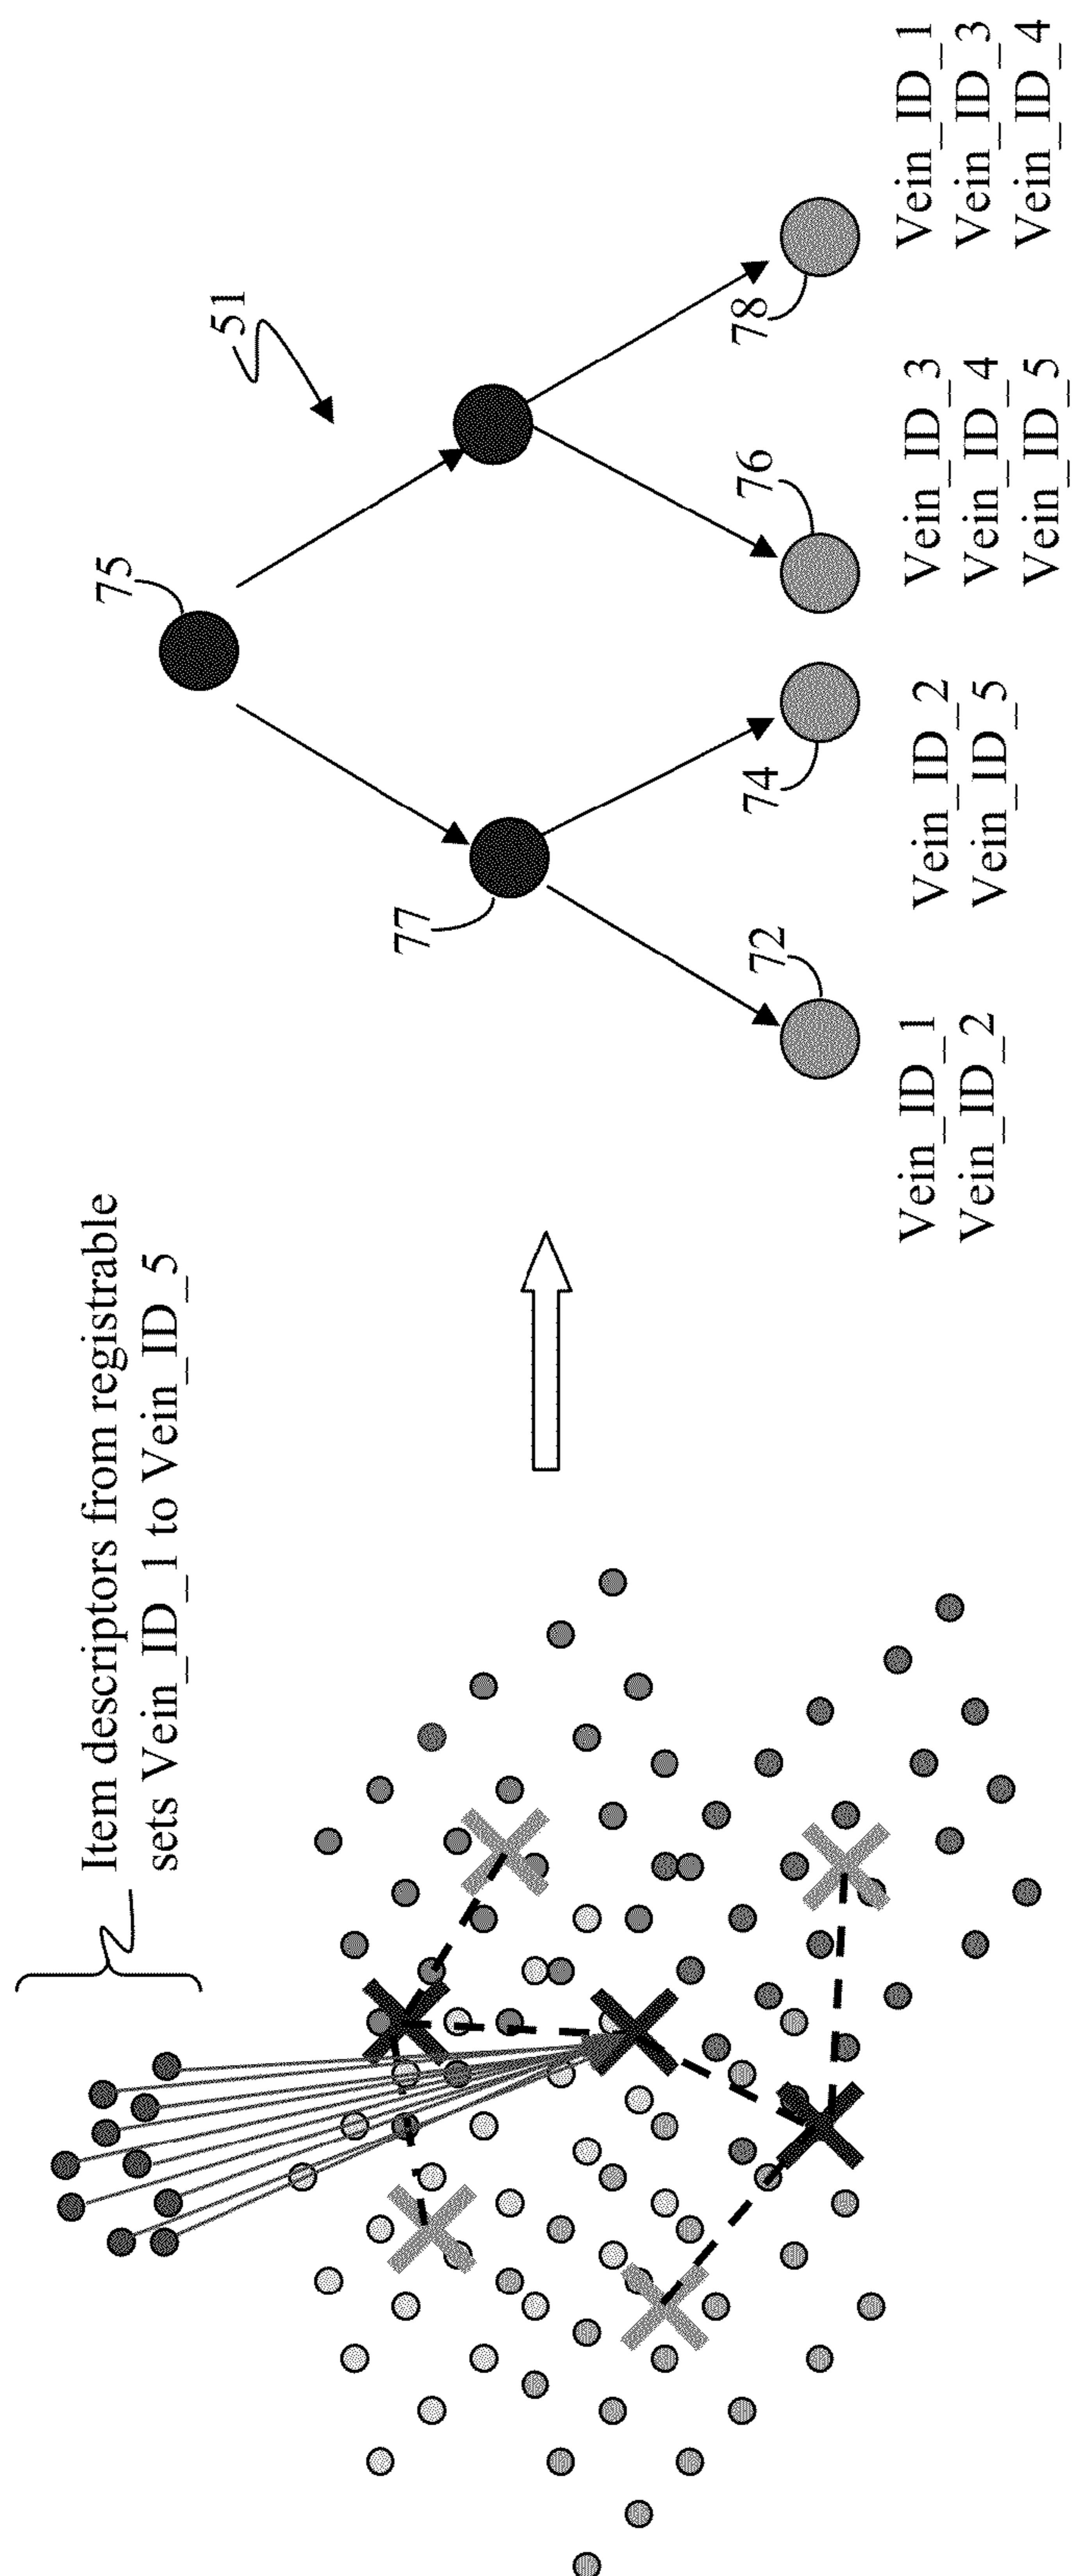 Item descriptors from registrable
sets Vein_ID_1 to Vein_ID_5
75
51
77
72
74
76
78
Vein_ID_1
Vein_ID_2
Vein_ID_2
Vein_ID_5
Vein_ID_3
Vein_ID_4
Vein_ID_5
Vein_ID_1
Vein_ID_3
Vein_ID_4